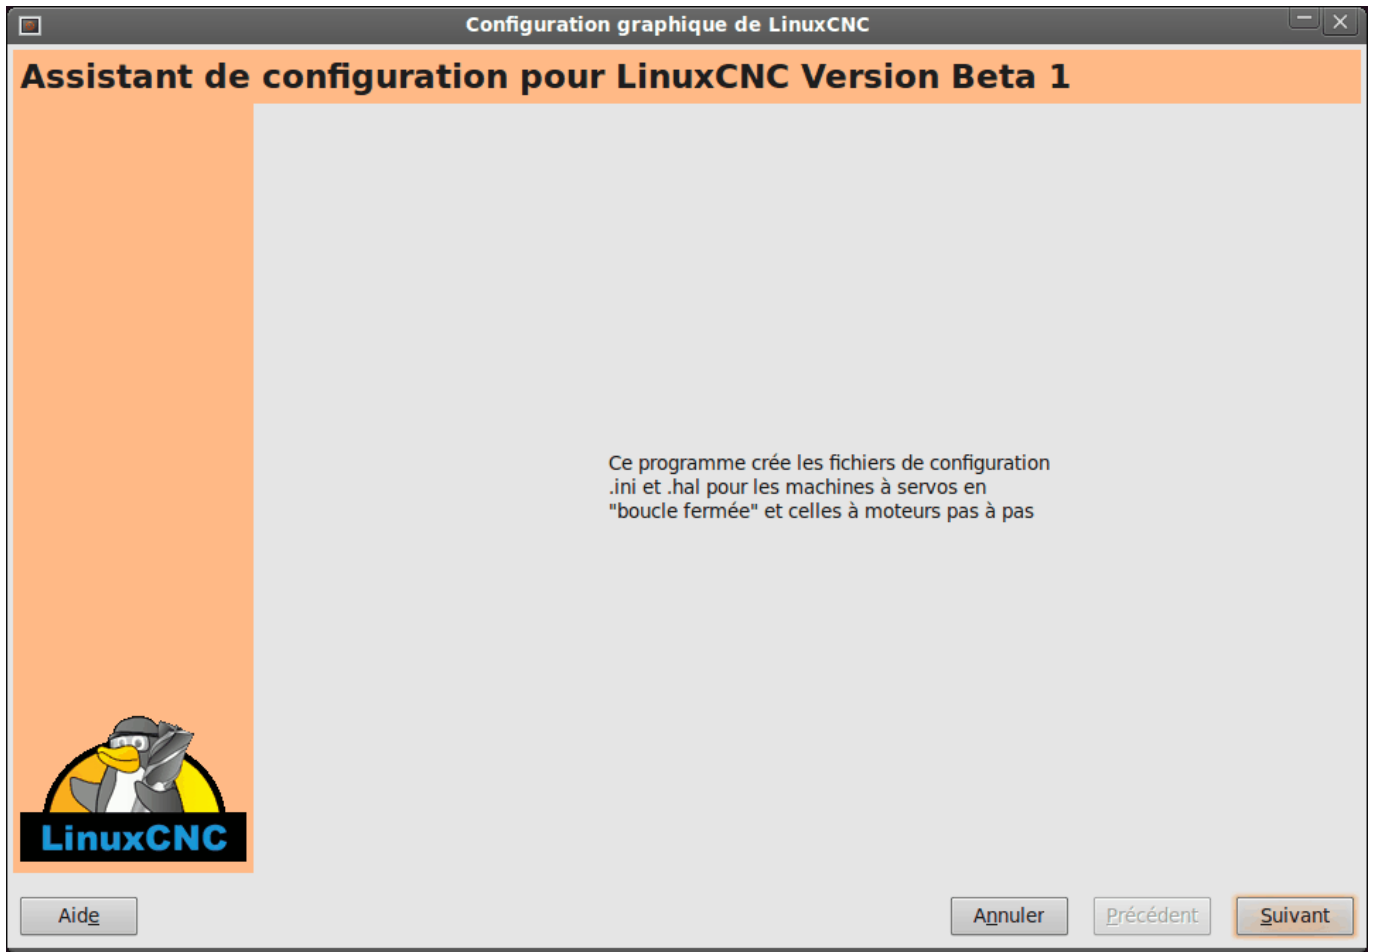 Configuration graphique de LinuxCNC
Assistant de configuration pour LinuxCNC Version Beta 1
Ce programme crée les fichiers de configuration
.ini et .hal pour les machines à servos en
"boucle fermée" et celles à moteurs pas à pas
LinuxCNC
Aide
Annuler
Précédent
Suivant